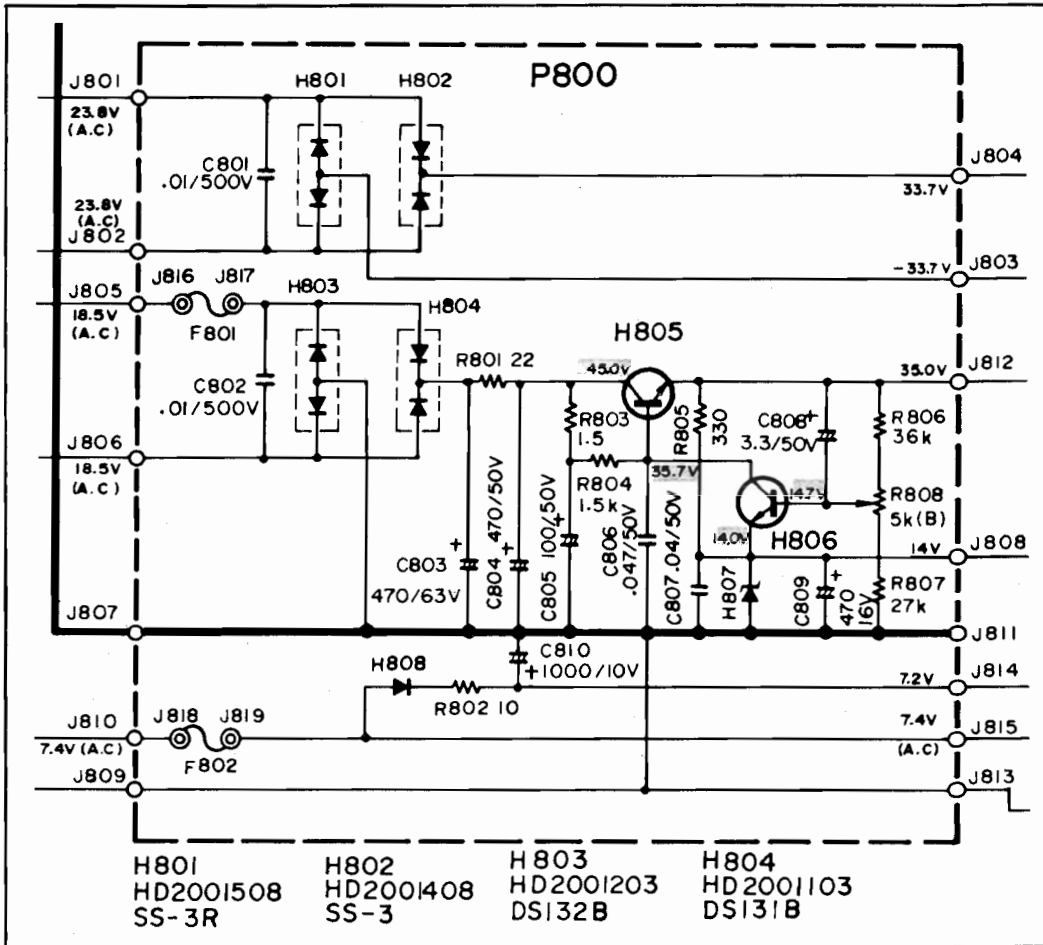 P800
J801
H801
H802
23.8V
(A.C)
C801
.01/500V
J804
33.7V
23.8V
(A.C)
J802
-33.7V
J803
J816
J817
J805
18.5V
(A.C)
F801
H803
H804
H805
R801 22
45.0V
35.0V
J812
C802
.01/500V
R803
1.5
R805
330
C808
+
3.3/50V
R806
36k
J806
18.5V
(A.C)
R804
1.5k
35.7V
14.7V
R808
5k(B)
14.0V
H806
14V
J808
+
C803
470/63V
+
C804 470/50V
+
C805 100/50V
C806
.047/50V
C807 .04/50V
H807
C809
+
470
16V
R807
27k
J807
J811
C810
+1000/10V
H808
R802 10
7.2V
J814
J810
J818
J819
7.4V (A.C)
F802
7.4V
(A.C)
J815
J809
J813
H801
HD2001508
SS-3R
H802
HD2001408
SS-3
H803
HD2001203
DS132B
H804
HD2001103
DS131B